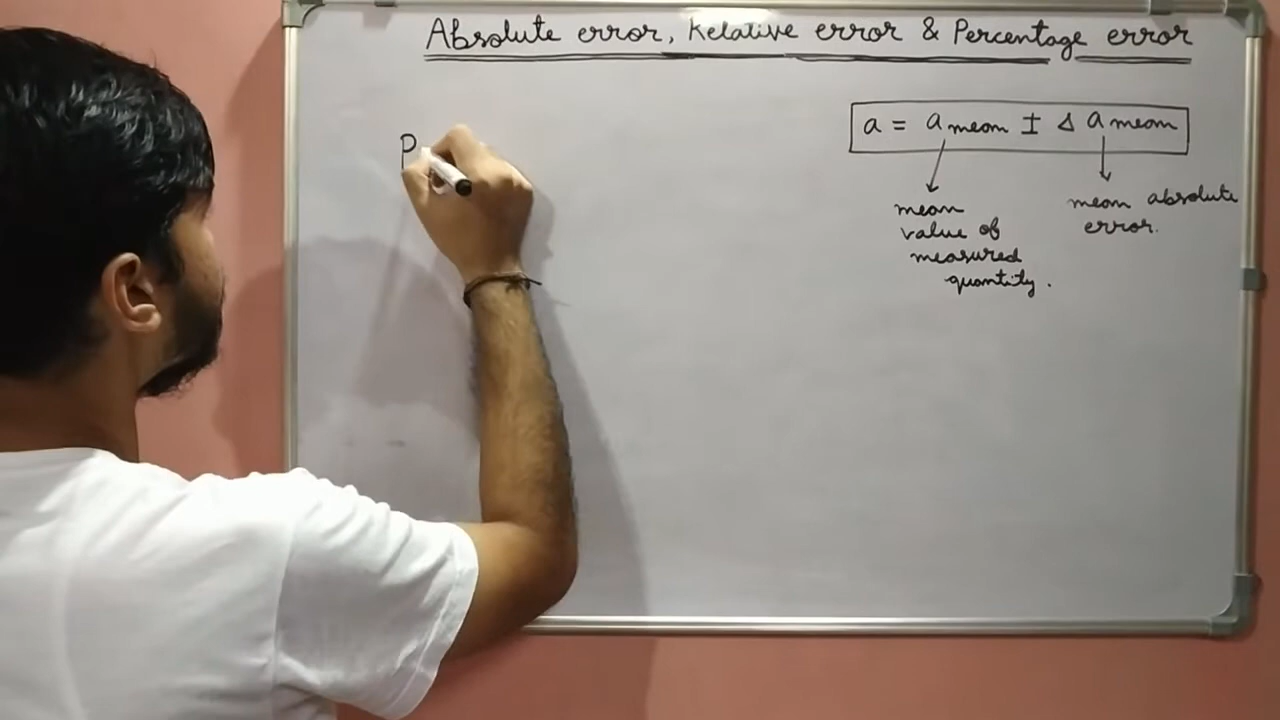 Absolute error, Relative error & Percentage error
a = a mean ± Δ a mean
mean value of measured quantity.
mean absolute error.
P